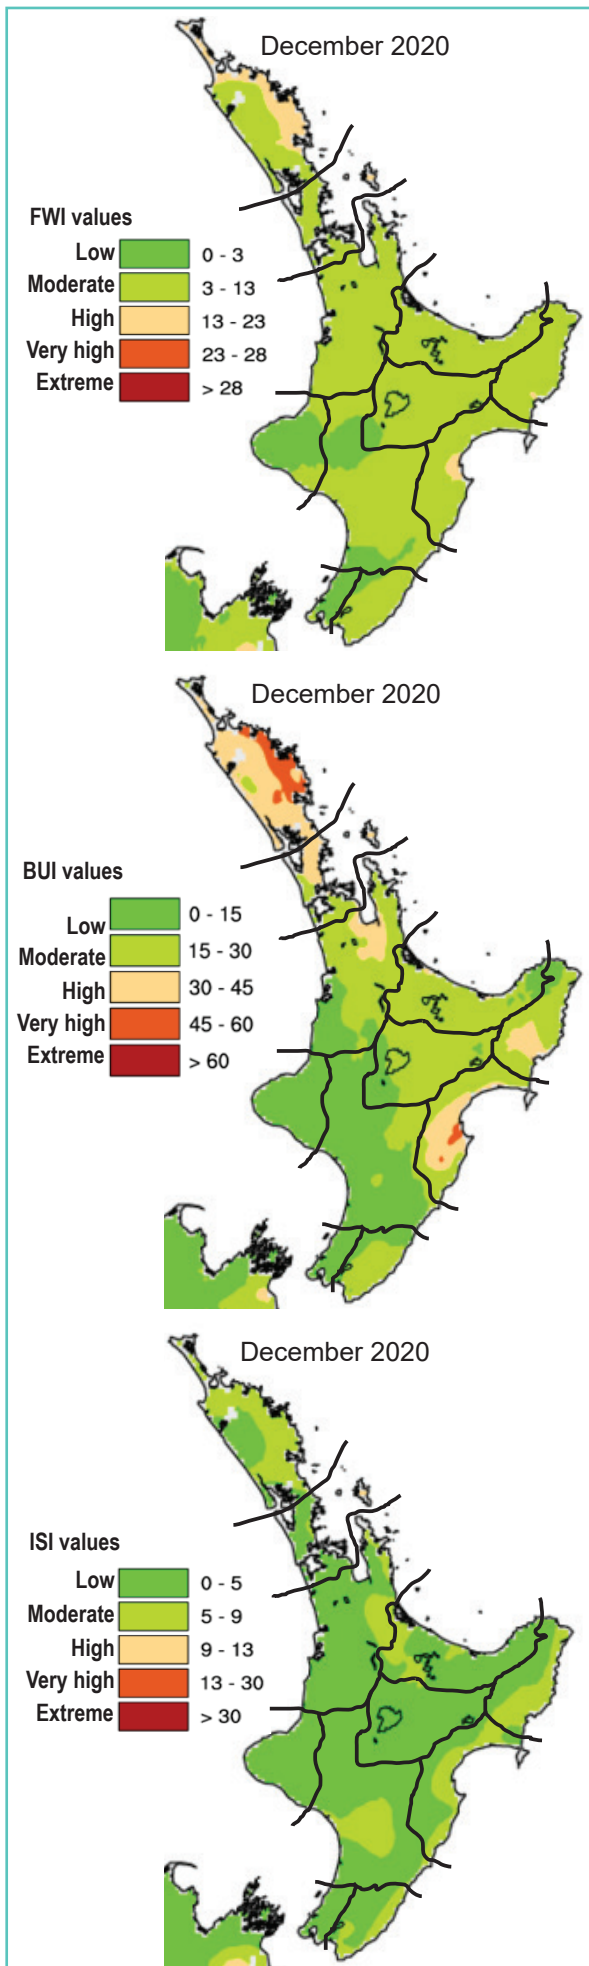 December 2020
FWI values
Low 0 - 3
Moderate 3 - 13
High 13 - 23
Very high 23 - 28
Extreme > 28
December 2020
BUI values
Low 0 - 15
Moderate 15 - 30
High 30 - 45
Very high 45 - 60
Extreme > 60
December 2020
ISI values
Low 0 - 5
Moderate 5 - 9
High 9 - 13
Very high 13 - 30
Extreme > 30